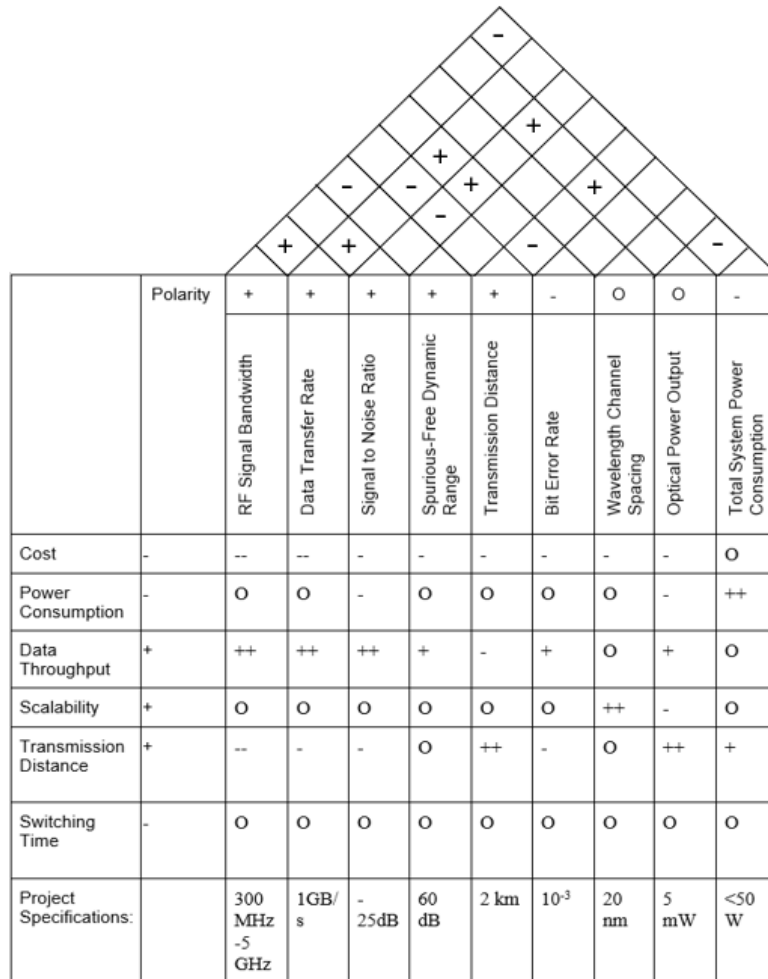 -
+
+
- - + +
-
+ + - -
Polarity + + + + + - O O -
RF Signal Bandwidth
Data Transfer Rate
Signal to Noise Ratio
Spurious-Free Dynamic
Range
Transmission Distance
Bit Error Rate
Wavelength Channel
Spacing
Optical Power Output
Total System Power
Consumption
Cost - -- -- - - - - - - O
Power
Consumption
- O O - O O O O - ++
Data
Throughput
+ ++ ++ ++ + - + O + O
Scalability + O O O O O O ++ - O
Transmission
Distance
+ -- - - O ++ - O ++ +
Switching
Time
- O O O O O O O O O
Project
Specifications:
300
MHz
-5
GHz
1GB/
s
-
25dB
60
dB
2 km
10⁻³
20
nm
5
mW
<50
W